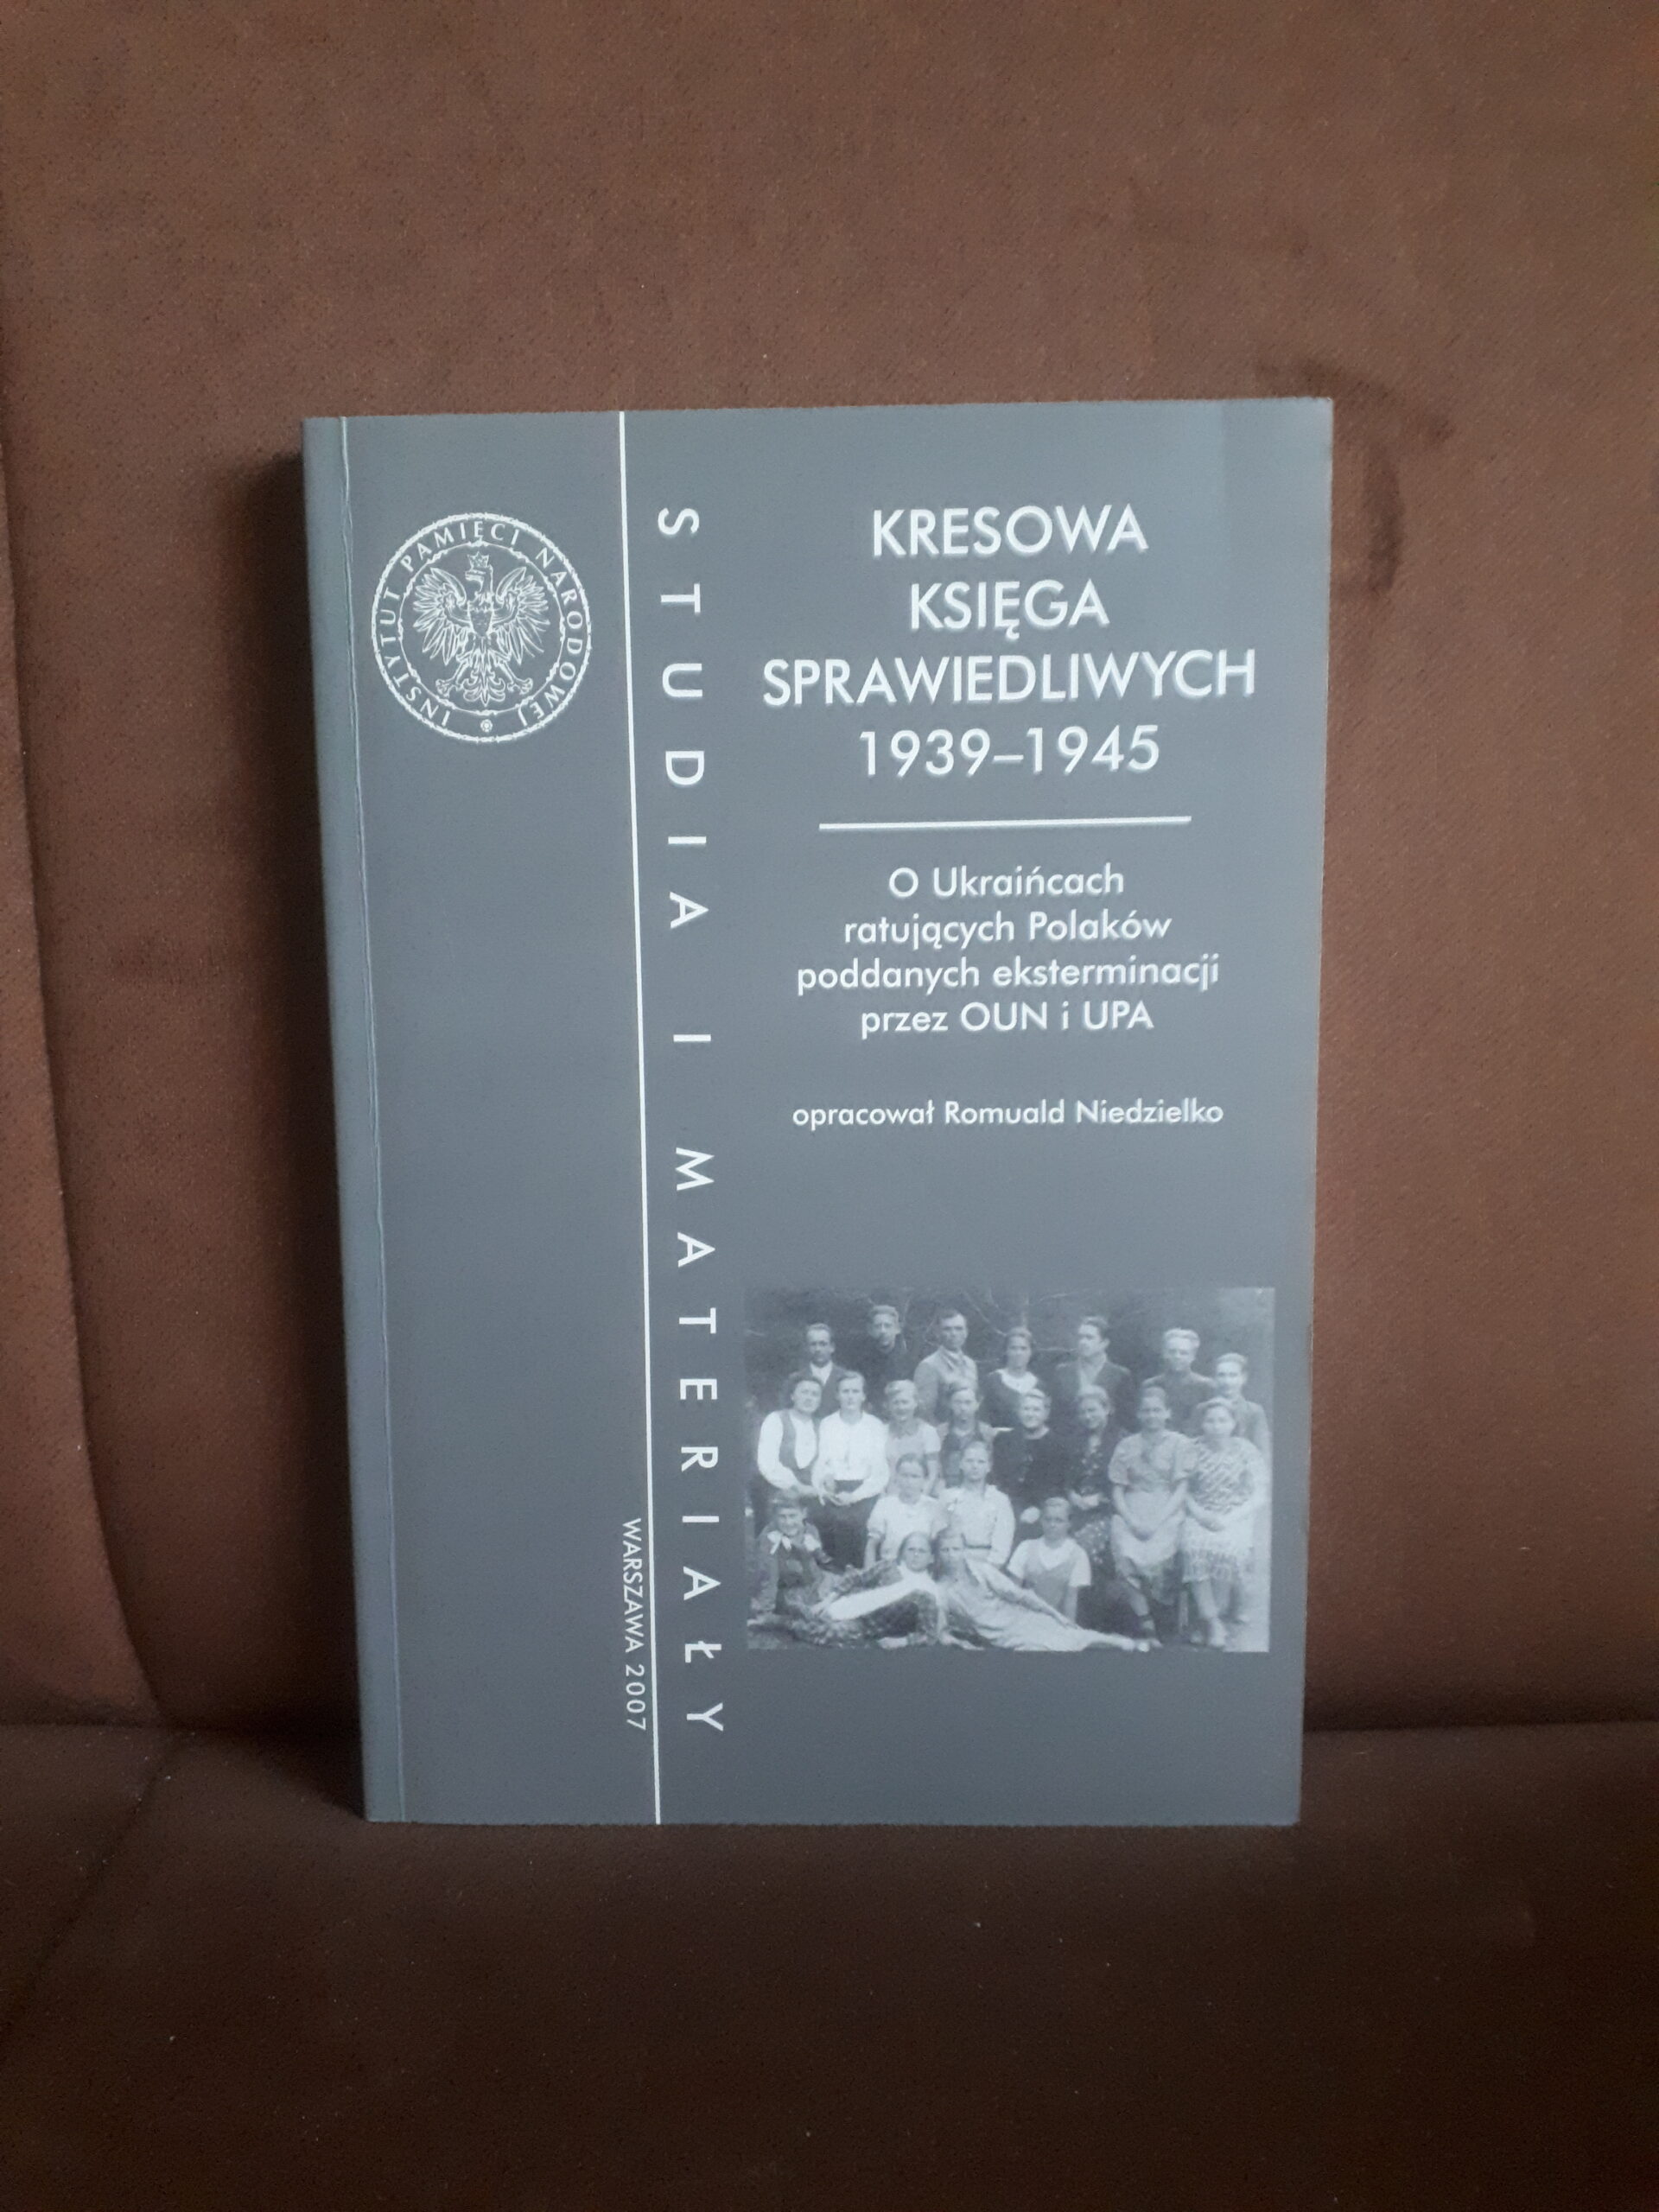 INSTYTUT PAMIĘCI NARODOWEJ
STUDIA I MATERIAŁY
WARSZAWA 2007
KRESOWA
KSIĘGA
SPRAWIEDLIWYCH
1939–1945
O Ukraińcach
ratujących Polaków
poddanych eksterminacji
przez OUN i UPA
opracował Romuald Niedzielko